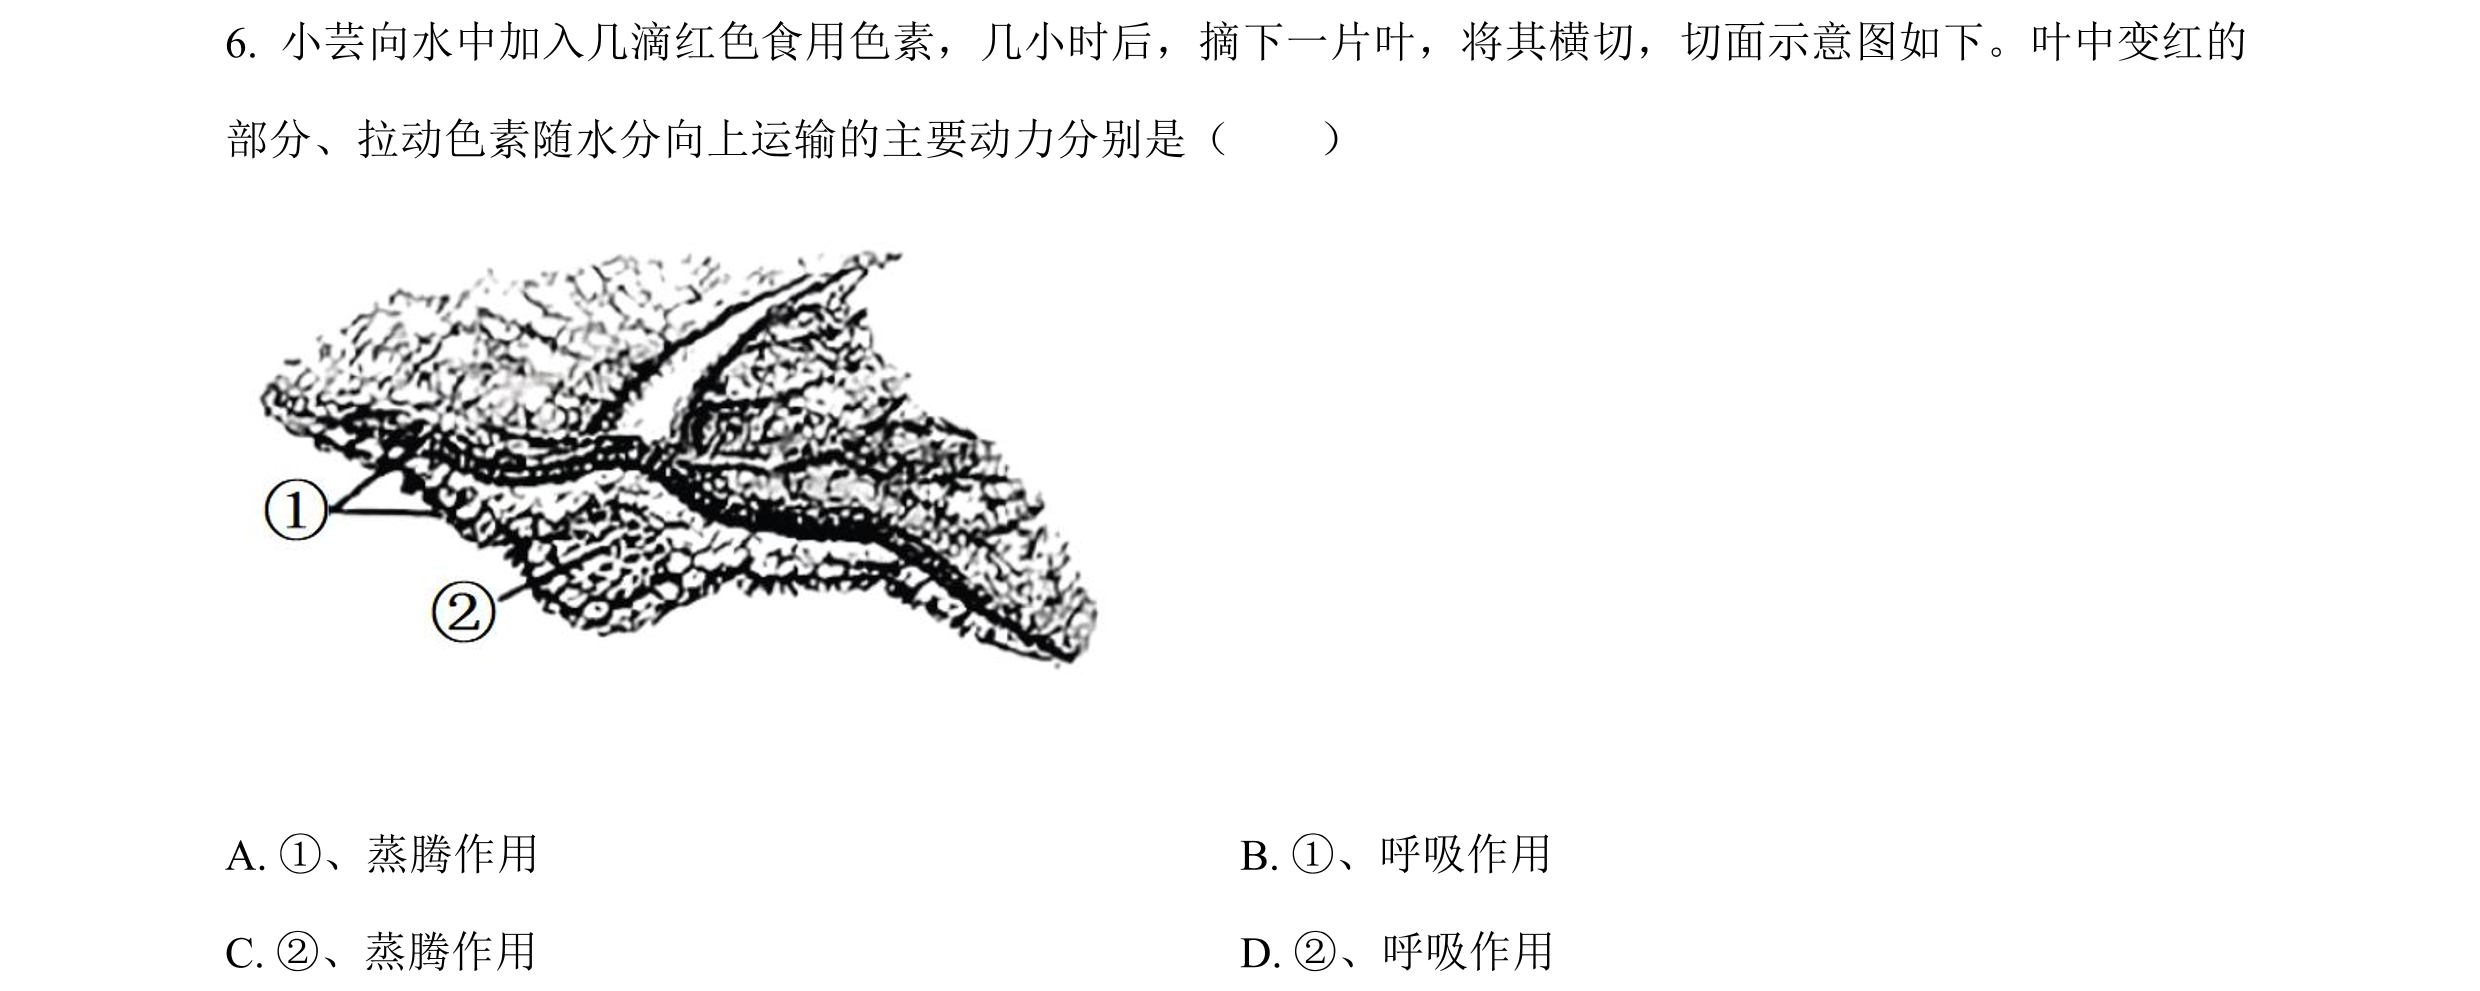 6. 小芸向水中加入几滴红色食用色素，几小时后，摘下一片叶，将其横切，切面示意图如下。叶中变红的
部分、拉动色素随水分向上运输的主要动力分别是（　　）
①
②
A. ①、蒸腾作用
B. ①、呼吸作用
C. ②、蒸腾作用
D. ②、呼吸作用